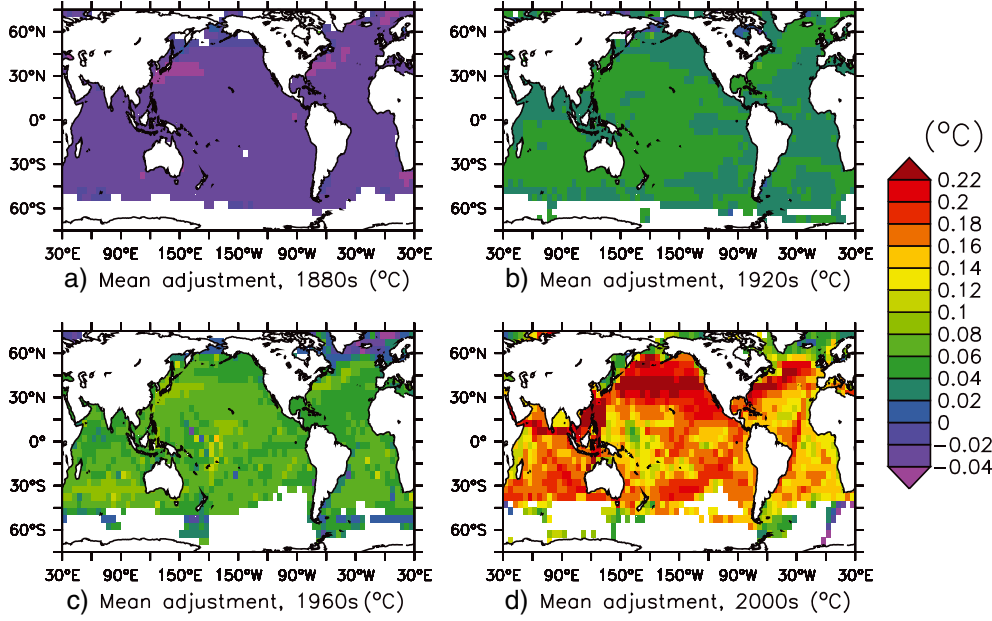 60°N
30°N
0°
30°S
60°S
30°E 90°E 150°E 150°W 90°W 30°W 30°E
a) Mean adjustment, 1880s (°C)
60°N
30°N
0°
30°S
60°S
30°E 90°E 150°E 150°W 90°W 30°W 30°E
b) Mean adjustment, 1920s (°C)
60°N
30°N
0°
30°S
60°S
30°E 90°E 150°E 150°W 90°W 30°W 30°E
c) Mean adjustment, 1960s (°C)
60°N
30°N
0°
30°S
60°S
30°E 90°E 150°E 150°W 90°W 30°W 30°E
d) Mean adjustment, 2000s (°C)
(°C)
0.22
0.2
0.18
0.16
0.14
0.12
0.1
0.08
0.06
0.04
0.02
0
−0.02
−0.04